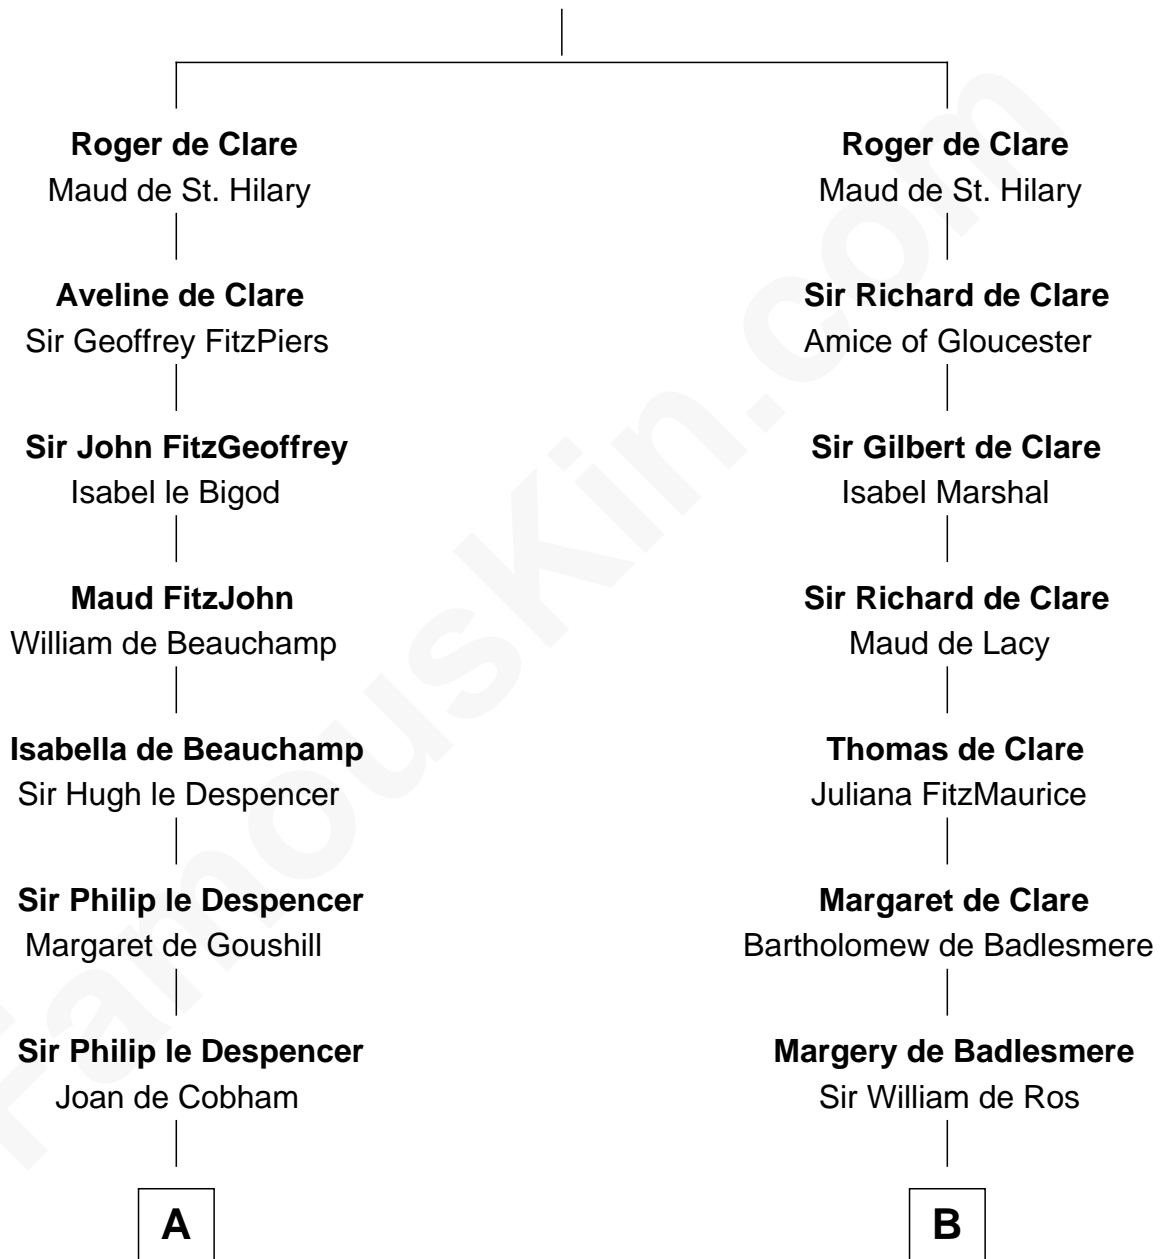 Roger de Clare
Maud de St. Hilary
Aveline de Clare
Sir Geoffrey FitzPiers
Sir John FitzGeoffrey
Isabel le Bigod
Maud FitzJohn
William de Beauchamp
Isabella de Beauchamp
Sir Hugh le Despencer
Sir Philip le Despencer
Margaret de Goushill
Sir Philip le Despencer
Joan de Cobham
A
Roger de Clare
Maud de St. Hilary
Sir Richard de Clare
Amice of Gloucester
Sir Gilbert de Clare
Isabel Marshal
Sir Richard de Clare
Maud de Lacy
Thomas de Clare
Juliana FitzMaurice
Margaret de Clare
Bartholomew de Badlesmere
Margery de Badlesmere
Sir William de Ros
B
FamousKin.com